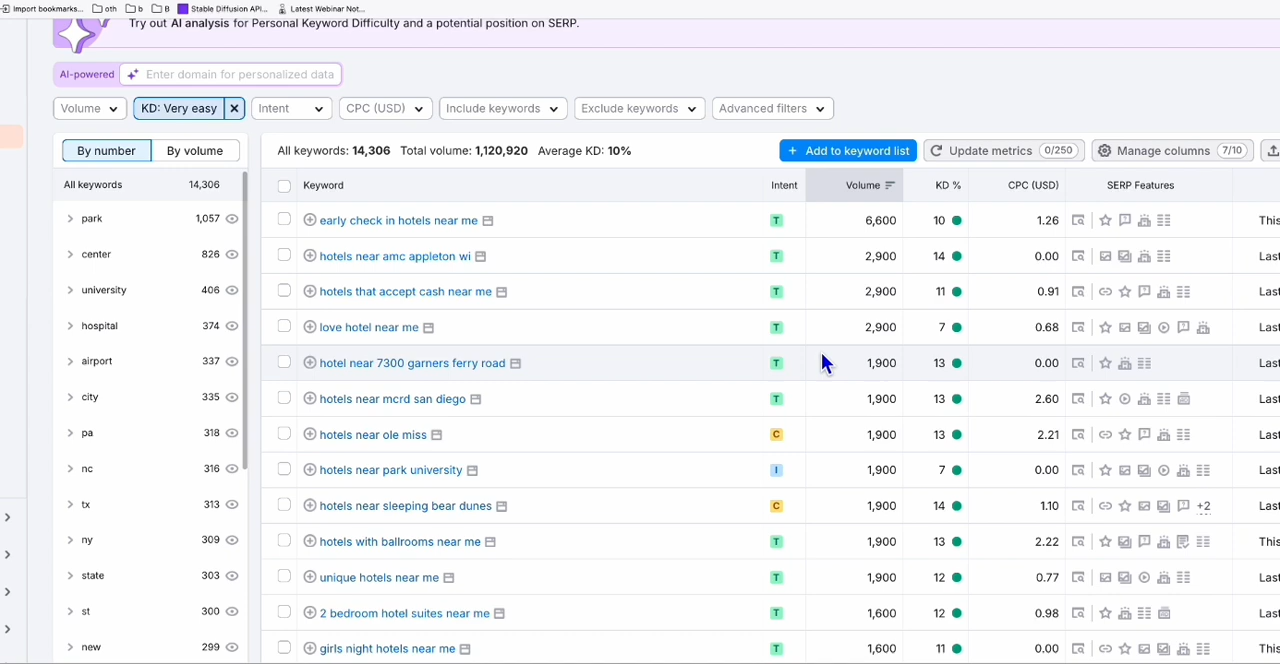 Import bookmarks... oth b B Stable Diffusion API... Latest Webinar Not...
Try out AI analysis for Personal Keyword Difficulty and a potential position on SERP.
AI-powered Enter domain for personalized data
Volume KD: Very easy Intent CPC (USD) Include keywords Exclude keywords Advanced filters
By number By volume All keywords: 14,306 Total volume: 1,120,920 Average KD: 10% + Add to keyword list Update metrics 0/250 Manage columns 7/10
All keywords 14,306 Keyword Intent Volume KD % CPC (USD) SERP Features
park 1,057 early check in hotels near me T 6,600 10 1.26 This
center 826 hotels near amc appleton wi T 2,900 14 0.00 Last
university 406 hotels that accept cash near me T 2,900 11 0.91 Last
hospital 374 love hotel near me T 2,900 7 0.68 Last
airport 337 hotel near 7300 garners ferry road T 1,900 13 0.00 Last
city 335 hotels near mcrd san diego T 1,900 13 2.60 Last
pa 318 hotels near ole miss C 1,900 13 2.21 Last
nc 316 hotels near park university I 1,900 7 0.00 Last
tx 313 hotels near sleeping bear dunes C 1,900 14 1.10 +2 Last
ny 309 hotels with ballrooms near me T 1,900 13 2.22 This
state 303 unique hotels near me T 1,900 12 0.77 Last
st 300 2 bedroom hotel suites near me T 1,600 12 0.98 Last
new 299 girls night hotels near me T 1,600 11 0.00 This